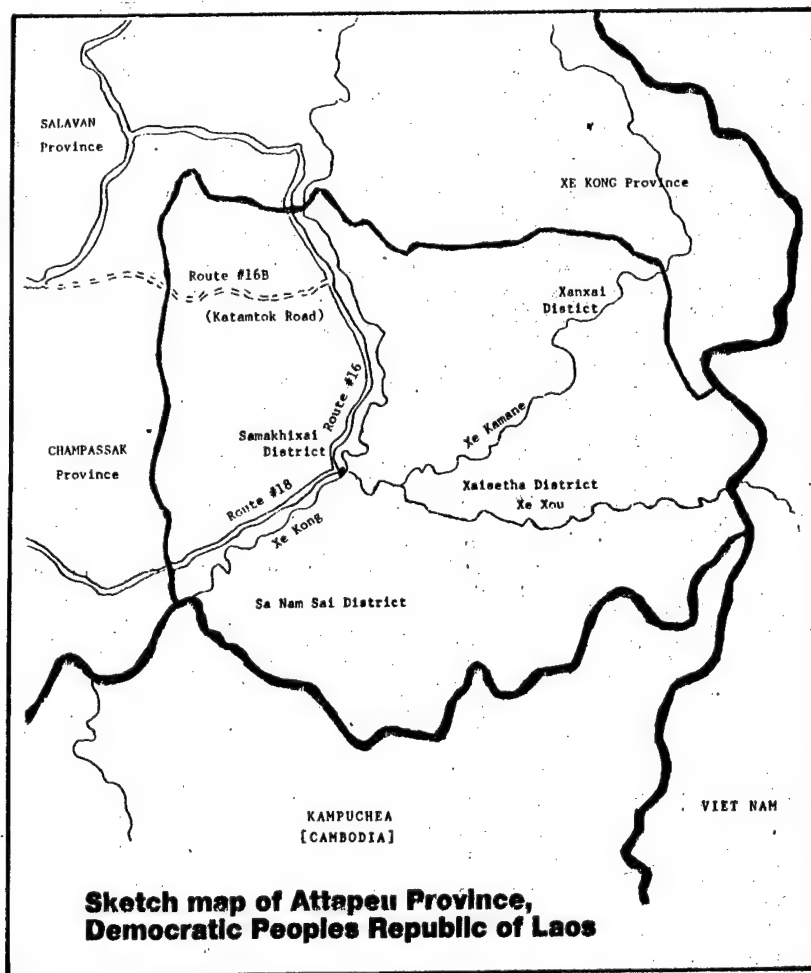 SALAVAN
Province
XE KONG Province
Route #16B
(Katamtok Road)
Xanxai
District
Route #16
Samakhixai
District
Xe Kamane
CHAMPASSAK
Province
Route #18
Xe Kong
Xaisetha District
Xe Xou
Sa Nam Sai District
KAMPUCHEA
[CAMBODIA]
VIET NAM
Sketch map of Attapeu Province,
Democratic Peoples Republic of Laos